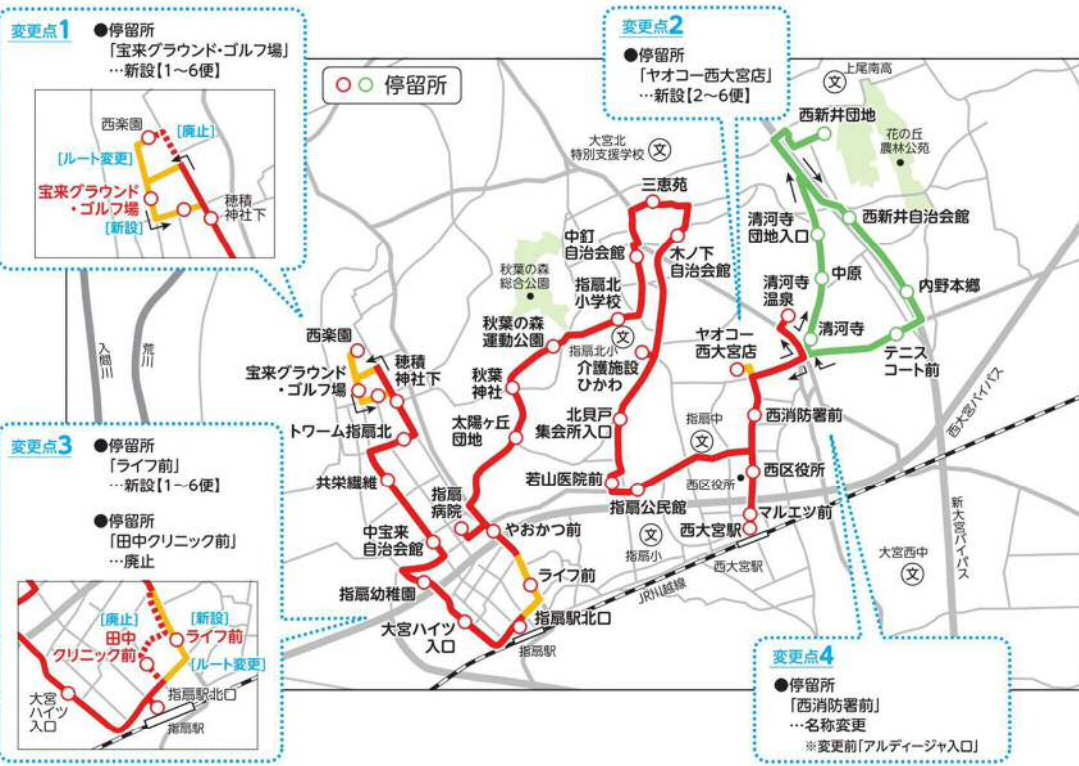 変更点1
●停留所
「宝来グラウンド・ゴルフ場」
…新設【1～6便】
西楽園
[廃止]
[ルート変更]
宝来グラウンド
・ゴルフ場
[新設]
穂積
神社下
停留所
変更点2
●停留所
「ヤオコー西大宮店」
…新設【2～6便】
文
上尾南高
西新井団地
花の丘
農林公苑
大宮北
特別支援学校
文
三恵苑
中釘
自治会館
木ノ下
自治会館
清河寺
団地入口
西新井自治会館
秋葉の森
総合公園
指扇北
小学校
中原
清河寺
温泉
内野本郷
秋葉の森
運動公園
文
指扇北小
介護施設
ひかわ
ヤオコー
西大宮店
清河寺
テニス
コート前
入間川
荒川
西楽園
宝来グラウンド
・ゴルフ場
穂積
神社下
秋葉
神社
トワーム指扇北
太陽ヶ丘
団地
北貝戸
集会所入口
指扇中
文
西消防署前
西大宮バイパス
共栄繊維
指扇
病院
若山医院前
指扇公民館
西区役所
西区役所
マルエツ前
西大宮駅
中宝来
自治会館
やおかつ前
文
指扇小
西大宮駅
新大宮バイパス
大宮西中
文
指扇幼稚園
ライフ前
JR川越線
大宮ハイツ
入口
指扇駅北口
指扇駅
変更点3
●停留所
「ライフ前」
…新設【1～6便】
●停留所
「田中クリニック前」
…廃止
[廃止]
[新設]
田中
クリニック前
ライフ前
[ルート変更]
大宮
ハイツ
入口
指扇駅北口
指扇駅
変更点4
●停留所
「西消防署前」
…名称変更
※変更前「アルディージャ入口」